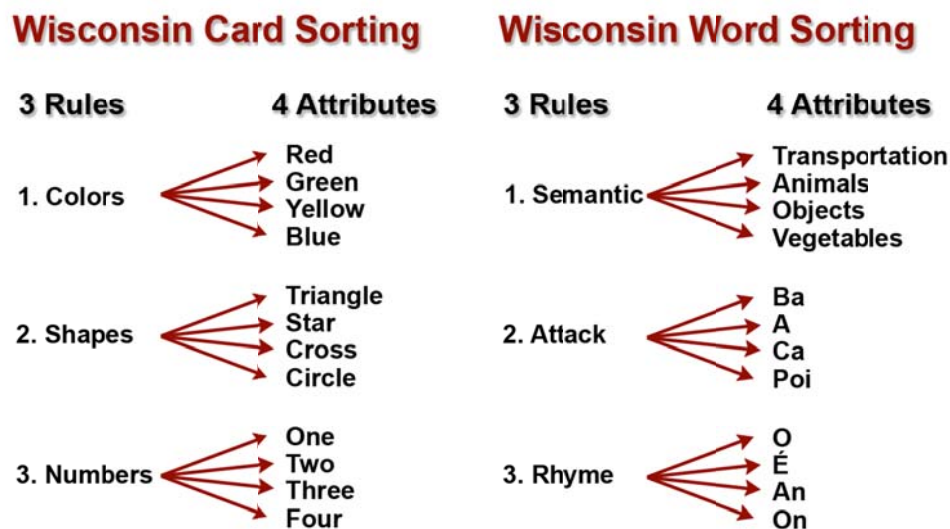 Wisconsin Card Sorting
3 Rules
4 Attributes
1. Colors
Red
Green
Yellow
Blue
2. Shapes
Triangle
Star
Cross
Circle
3. Numbers
One
Two
Three
Four
Wisconsin Word Sorting
3 Rules
4 Attributes
1. Semantic
Transportation
Animals
Objects
Vegetables
2. Attack
Ba
A
Ca
Poi
3. Rhyme
O
É
An
On